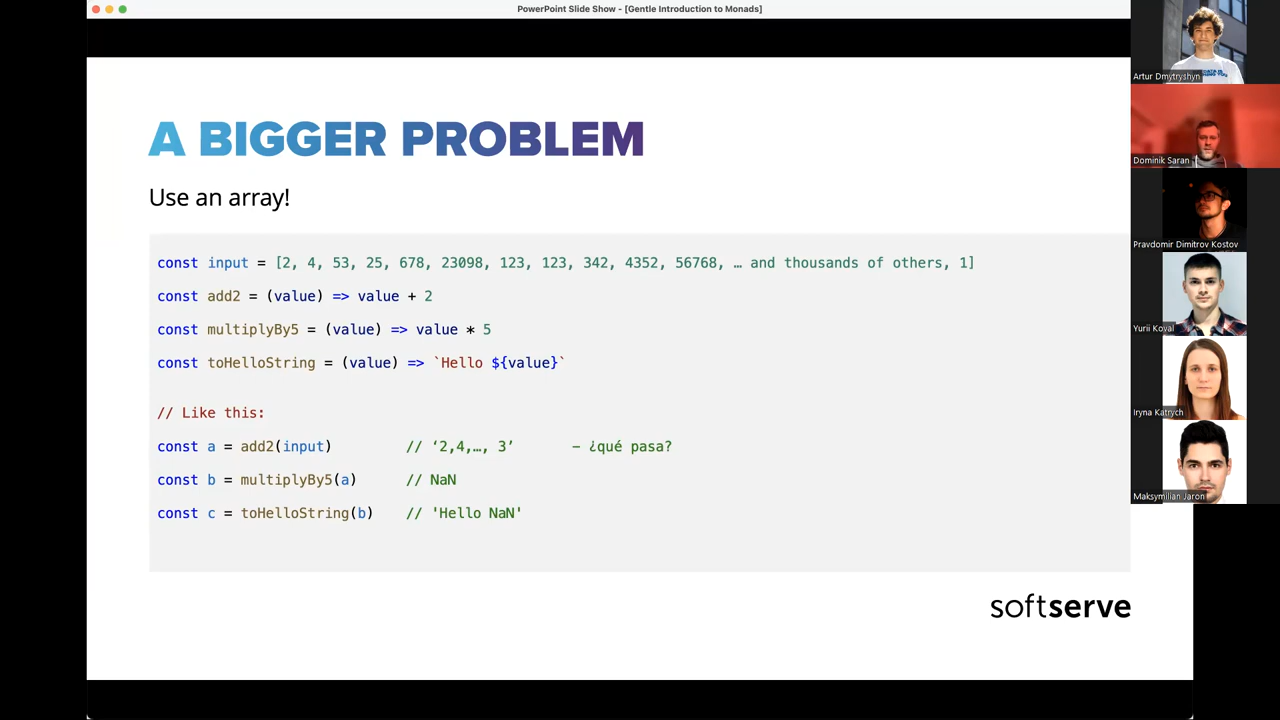 PowerPoint Slide Show - [Gentle Introduction to Monads]
A BIGGER PROBLEM
Use an array!
const input = [2, 4, 53, 25, 678, 23098, 123, 123, 342, 4352, 56768, … and thousands of others, 1]
const add2 = (value) => value + 2
const multiplyBy5 = (value) => value * 5
const toHelloString = (value) => `Hello ${value}`
// Like this:
const a = add2(input) // ‘2,4,…, 3’ – ¿qué pasa?
const b = multiplyBy5(a) // NaN
const c = toHelloString(b) // 'Hello NaN'
softserve
Artur Dmytryshyn
Dominik Saran
Pravdomir Dimitrov Kostov
Yurii Koval
Iryna Katrych
Maksymilian Jaron